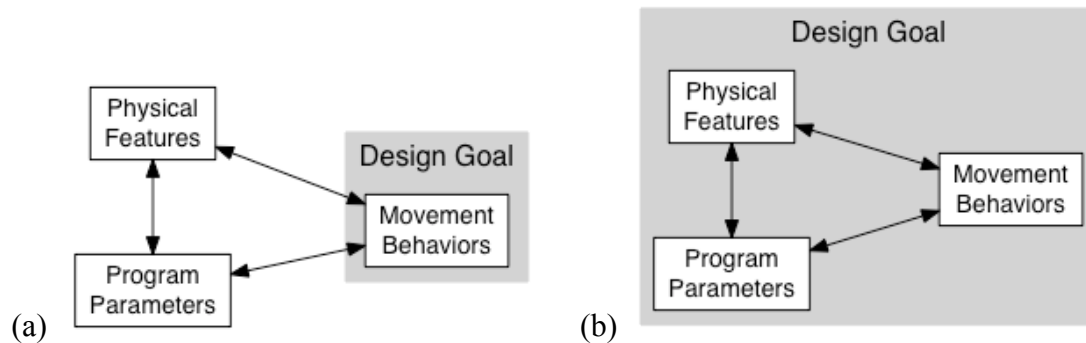 Physical
Features
Design Goal
Movement
Behaviors
Program
Parameters
(a)
Design Goal
Physical
Features
Movement
Behaviors
Program
Parameters
(b)